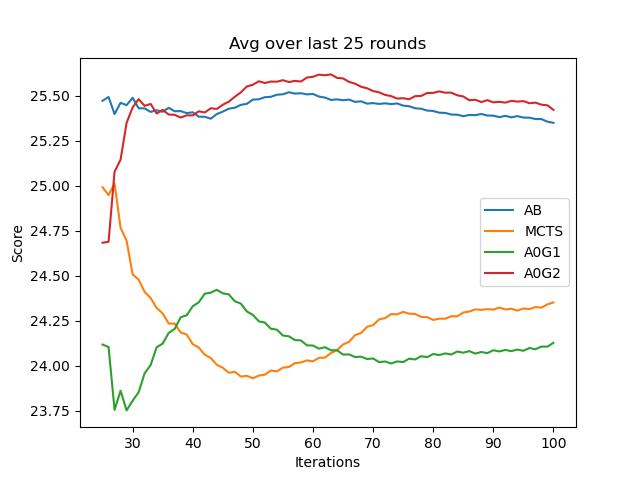 Avg over last 25 rounds
Score
25.50
25.25
25.00
24.75
24.50
24.25
24.00
23.75
AB
MCTS
A0G1
A0G2
30 40 50 60 70 80 90 100
Iterations